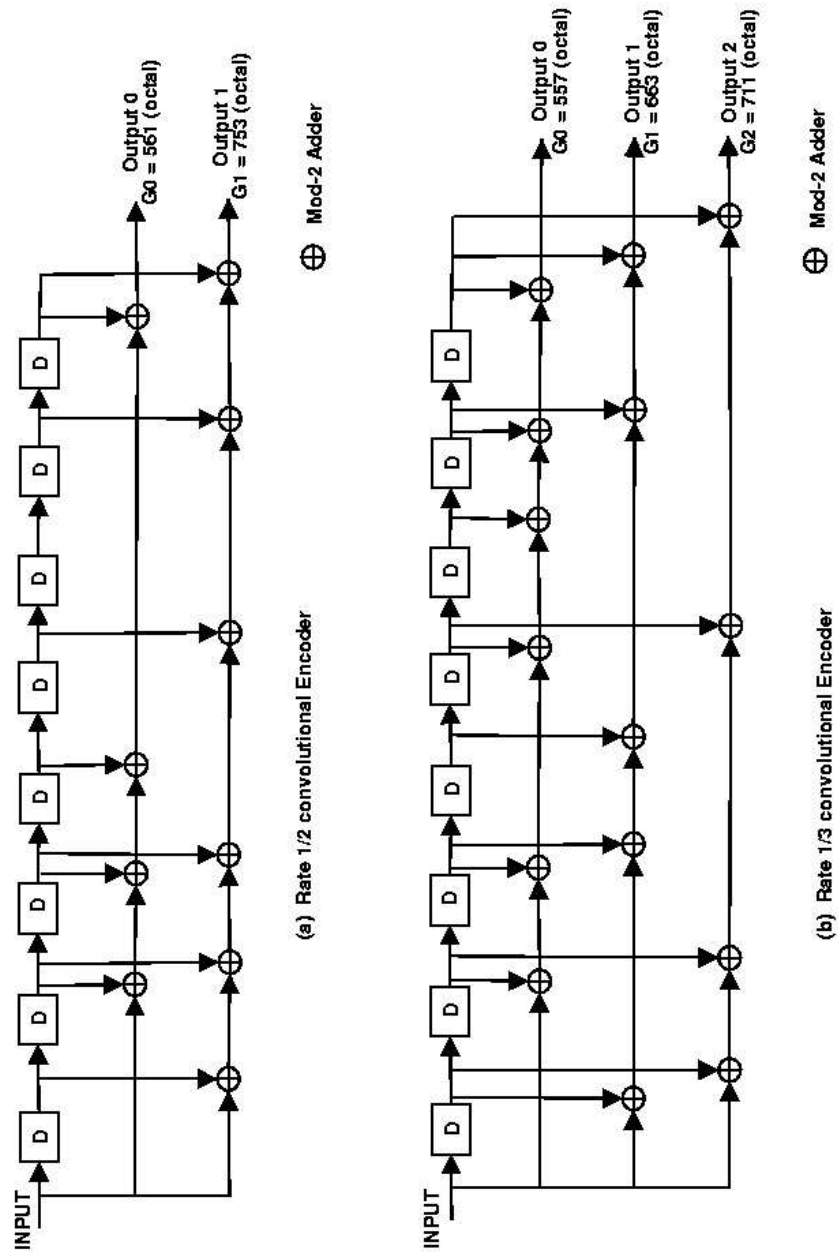 INPUT
D
D
D
D
D
D
D
D
Output 0
G0 = 561 (octal)
Output 1
G1 = 753 (octal)
(a) Rate 1/2 convolutional Encoder
Mod-2 Adder
INPUT
D
D
D
D
D
D
D
D
Output 0
G0 = 557 (octal)
Output 1
G1 = 663 (octal)
Output 2
G2 = 711 (octal)
(b) Rate 1/3 convolutional Encoder
Mod-2 Adder